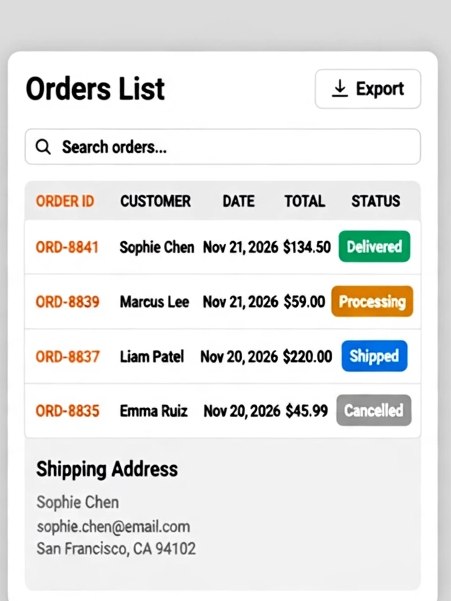 Orders List
Export
Search orders...
ORDER ID CUSTOMER DATE TOTAL STATUS
ORD-8841 Sophie Chen Nov 21, 2026 $134.50 Delivered
ORD-8839 Marcus Lee Nov 21, 2026 $59.00 Processing
ORD-8837 Liam Patel Nov 20, 2026 $220.00 Shipped
ORD-8835 Emma Ruiz Nov 20, 2026 $45.99 Cancelled
Shipping Address
Sophie Chen
sophie.chen@email.com
San Francisco, CA 94102